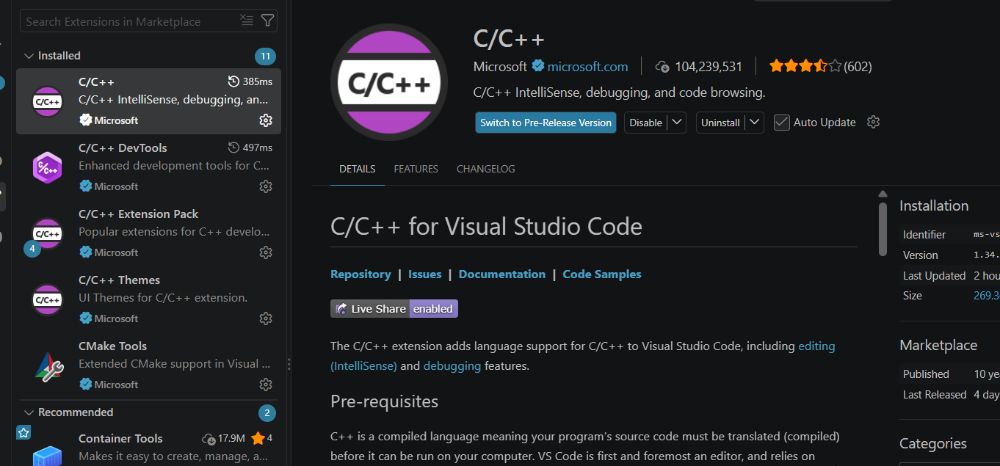 Search Extensions in Marketplace
Installed
11
C/C++
C/C++
385ms
C/C++ IntelliSense, debugging, an...
Microsoft
C/C++
C/C++ DevTools
497ms
Enhanced development tools for C...
Microsoft
C/C++
C/C++ Extension Pack
Popular extensions for C++ develo...
4
Microsoft
C/C++
C/C++ Themes
UI Themes for C/C++ extension.
Microsoft
CMake Tools
Extended CMake support in Visual ...
Microsoft
Recommended
2
Container Tools
17.9M
4
Makes it easy to create, manage, a...
C/C++
C/C++
Microsoft microsoft.com 104,239,531 (602)
C/C++ IntelliSense, debugging, and code browsing.
Switch to Pre-Release Version Disable Uninstall Auto Update
DETAILS FEATURES CHANGELOG
C/C++ for Visual Studio Code
Repository | Issues | Documentation | Code Samples
Live Share enabled
The C/C++ extension adds language support for C/C++ to Visual Studio Code, including editing
(IntelliSense) and debugging features.
Pre-requisites
C++ is a compiled language meaning your program's source code must be translated (compiled)
before it can be run on your computer. VS Code is first and foremost an editor, and relies on
Installation
Identifier ms-vs
Version 1.34.
Last Updated 2 hou
Size 269.3
Marketplace
Published 10 ye
Last Released 4 day
Categories